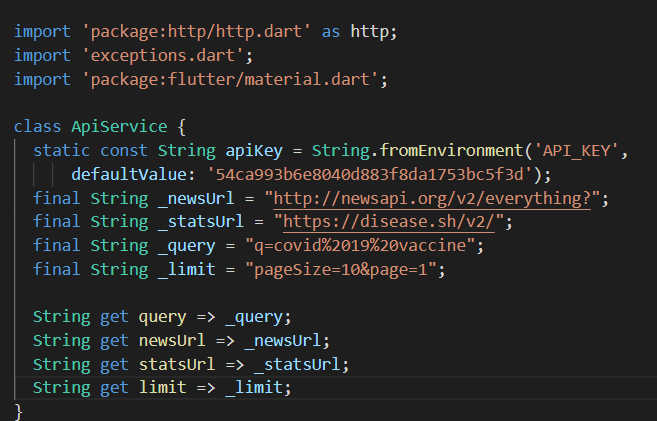 import 'package:http/http.dart' as http;
import 'exceptions.dart';
import 'package:flutter/material.dart';
class ApiService {
static const String apiKey = String.fromEnvironment('API_KEY',
defaultValue: '54ca993b6e8040d883f8da1753bc5f3d');
final String _newsUrl = "http://newsapi.org/v2/everything?";
final String _statsUrl = "https://disease.sh/v2/";
final String _query = "q=covid%2019%20vaccine";
final String _limit = "pageSize=10&page=1";
String get query => _query;
String get newsUrl => _newsUrl;
String get statsUrl => _statsUrl;
String get limit => _limit;
}